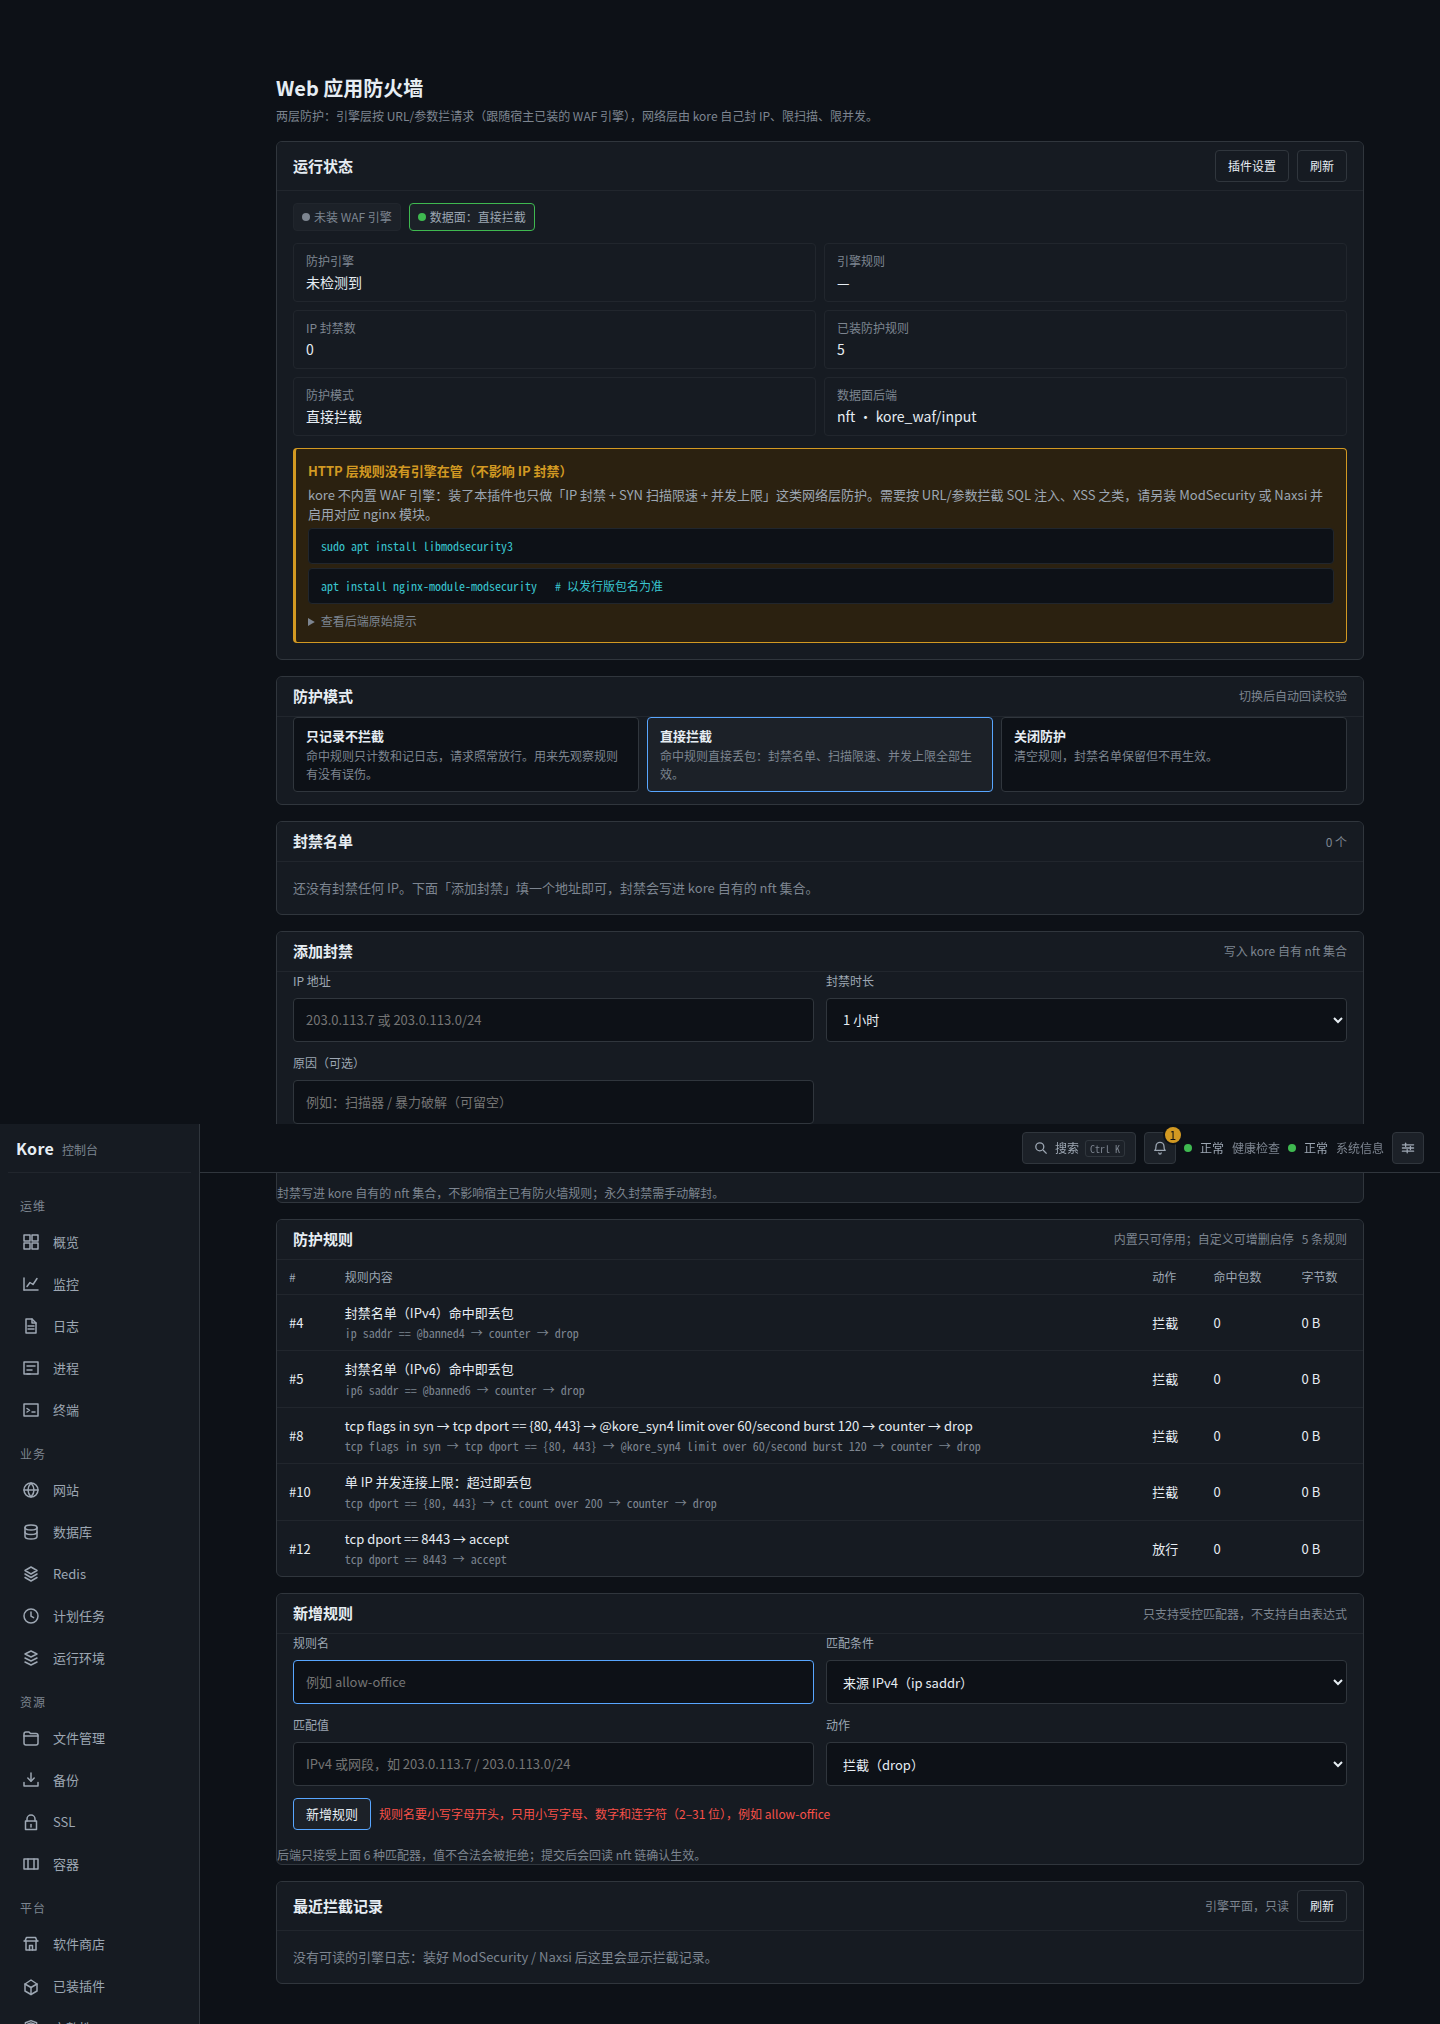 Web 应用防火墙
两层防护：引擎层按 URL/参数拦请求（跟随宿主已装的 WAF 引擎），网络层由 kore 自己封 IP、限扫描、限并发。
运行状态
插件设置
刷新
未装 WAF 引擎
数据面：直接拦截
防护引擎
未检测到
引擎规则
—
IP 封禁数
0
已装防护规则
5
防护模式
直接拦截
数据面后端
nft · kore_waf/input
HTTP 层规则没有引擎在管（不影响 IP 封禁）
kore 不内置 WAF 引擎：装了本插件也只做「IP 封禁 + SYN 扫描限速 + 并发上限」这类网络层防护。需要按 URL/参数拦截 SQL 注入、XSS 之类，请另装 ModSecurity 或 Naxsi 并
启用对应 nginx 模块。
sudo apt install libmodsecurity3
apt install nginx-module-modsecurity   # 以发行版包名为准
▶ 查看后端原始提示
防护模式
切换后自动回读校验
只记录不拦截
命中规则只计数和记日志，请求照常放行。用来先观察规则
有没有误伤。
直接拦截
命中规则直接丢包：封禁名单、扫描限速、并发上限全部生
效。
关闭防护
清空规则，封禁名单保留但不再生效。
封禁名单
0 个
还没有封禁任何 IP。下面「添加封禁」填一个地址即可，封禁会写进 kore 自有的 nft 集合。
添加封禁
写入 kore 自有 nft 集合
IP 地址
203.0.113.7 或 203.0.113.0/24
封禁时长
1 小时
原因（可选）
例如：扫描器 / 暴力破解（可留空）
Kore 控制台
搜索 Ctrl K
1
正常 健康检查
正常 系统信息
封禁写进 kore 自有的 nft 集合，不影响宿主已有防火墙规则；永久封禁需手动解封。
运维
概览
监控
日志
进程
终端
业务
网站
数据库
Redis
计划任务
运行环境
资源
文件管理
备份
SSL
容器
平台
软件商店
已装插件
防护规则
内置只可停用；自定义可增删启停 5 条规则
# 规则内容 动作 命中包数 字节数
#4 封禁名单（IPv4）命中即丢包 拦截 0 0 B
ip saddr == @banned4 → counter → drop
#5 封禁名单（IPv6）命中即丢包 拦截 0 0 B
ip6 saddr == @banned6 → counter → drop
#8 tcp flags in syn → tcp dport == {80, 443} → @kore_syn4 limit over 60/second burst 120 → counter → drop 拦截 0 0 B
tcp flags in syn → tcp dport == {80, 443} → @kore_syn4 limit over 60/second burst 120 → counter → drop
#10 单 IP 并发连接上限：超过即丢包 拦截 0 0 B
tcp dport == {80, 443} → ct count over 200 → counter → drop
#12 tcp dport == 8443 → accept 放行 0 0 B
tcp dport == 8443 → accept
新增规则
只支持受控匹配器，不支持自由表达式
规则名
例如 allow-office
匹配条件
来源 IPv4（ip saddr）
匹配值
IPv4 或网段，如 203.0.113.7 / 203.0.113.0/24
动作
拦截（drop）
新增规则
规则名要小写字母开头，只用小写字母、数字和连字符（2–31 位），例如 allow-office
后端只接受上面 6 种匹配器，值不合法会被拒绝；提交后会回读 nft 链确认生效。
最近拦截记录
引擎平面，只读
刷新
没有可读的引擎日志：装好 ModSecurity / Naxsi 后这里会显示拦截记录。